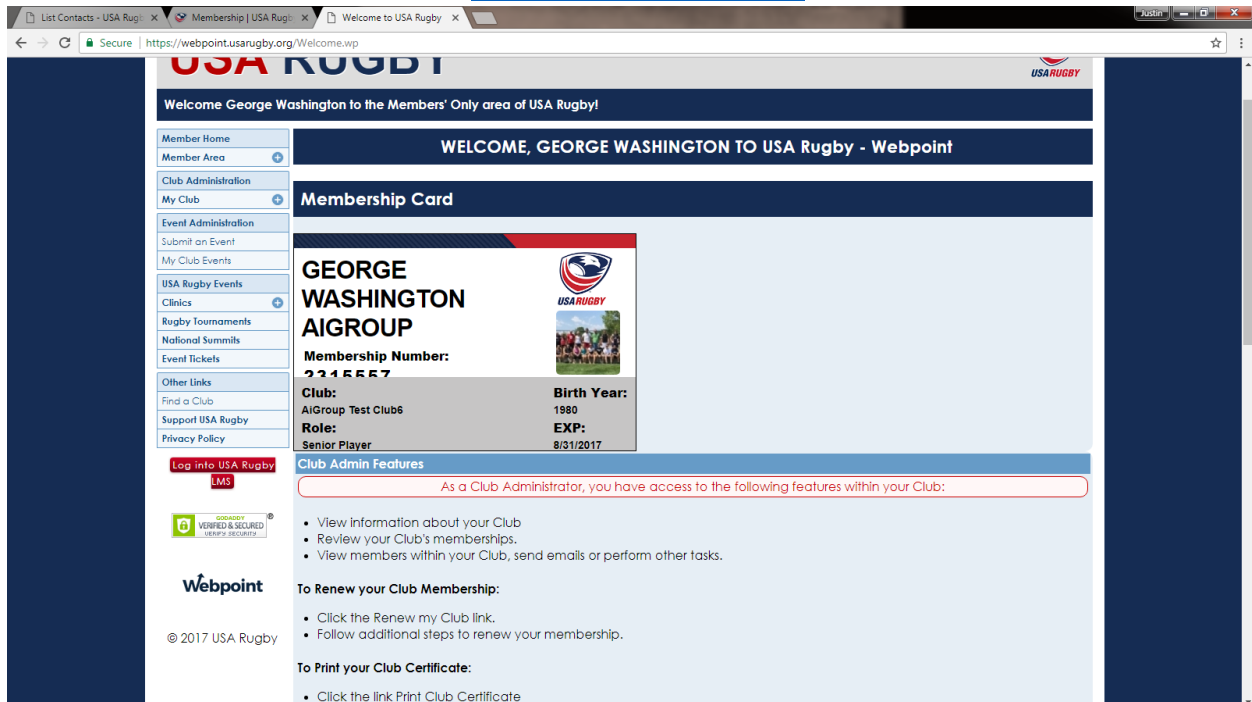 List Contacts - USA Rugb
Membership | USA Rugb
Welcome to USA Rugby
Justin
Secure
https://webpoint.usarugby.org/Welcome.wp
USA RUGBY
USARUGBY
Welcome George Washington to the Members' Only area of USA Rugby!
Member Home
Member Area
Club Administration
My Club
Event Administration
Submit an Event
My Club Events
USA Rugby Events
Clinics
Rugby Tournaments
National Summits
Event Tickets
Other Links
Find a Club
Support USA Rugby
Privacy Policy
Log into USA Rugby
LMS
GODADDY
VERIFIED & SECURED
VERIFY SECURITY
Webpoint
© 2017 USA Rugby
WELCOME, GEORGE WASHINGTON TO USA Rugby - Webpoint
Membership Card
GEORGE
WASHINGTON
AIGROUP
USARUGBY
Membership Number:
2315557
Club:
AiGroup Test Club6
Role:
Senior Player
Birth Year:
1980
EXP:
8/31/2017
Club Admin Features
As a Club Administrator, you have access to the following features within your Club:
• View information about your Club
• Review your Club's memberships.
• View members within your Club, send emails or perform other tasks.
To Renew your Club Membership:
• Click the Renew my Club link.
• Follow additional steps to renew your membership.
To Print your Club Certificate:
• Click the link Print Club Certificate